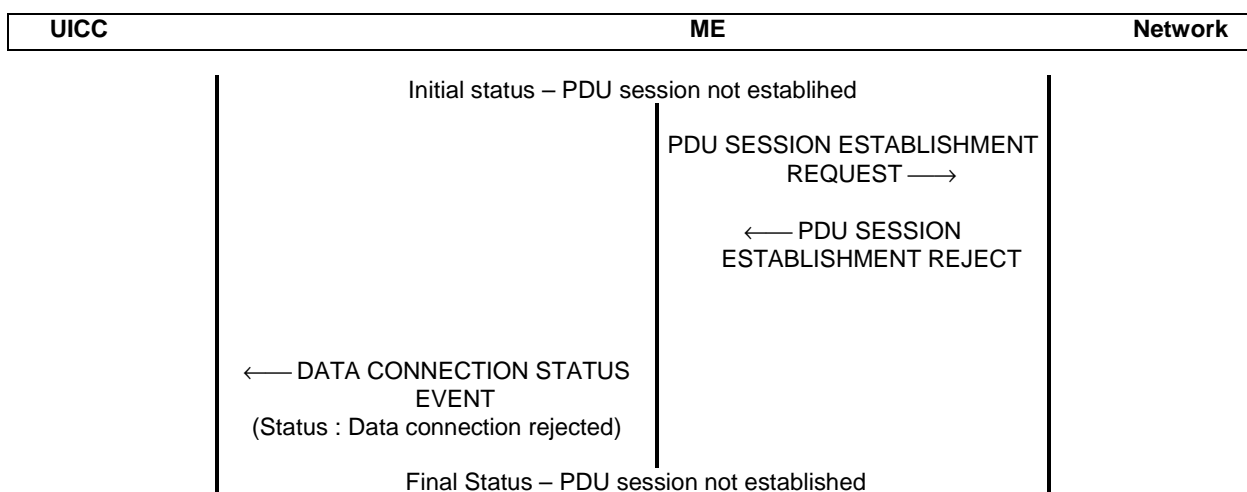 UICC ME Network
Initial status – PDU session not establihed
PDU SESSION ESTABLISHMENT
REQUEST ⟶
⟵ PDU SESSION
ESTABLISHMENT REJECT
⟵ DATA CONNECTION STATUS
EVENT
(Status : Data connection rejected)
Final Status – PDU session not established